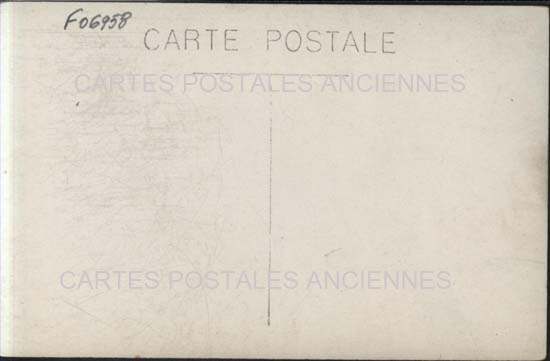 F06958
CARTE POSTALE
CARTES POSTALES ANCIENNES
CARTES POSTALES ANCIENNES